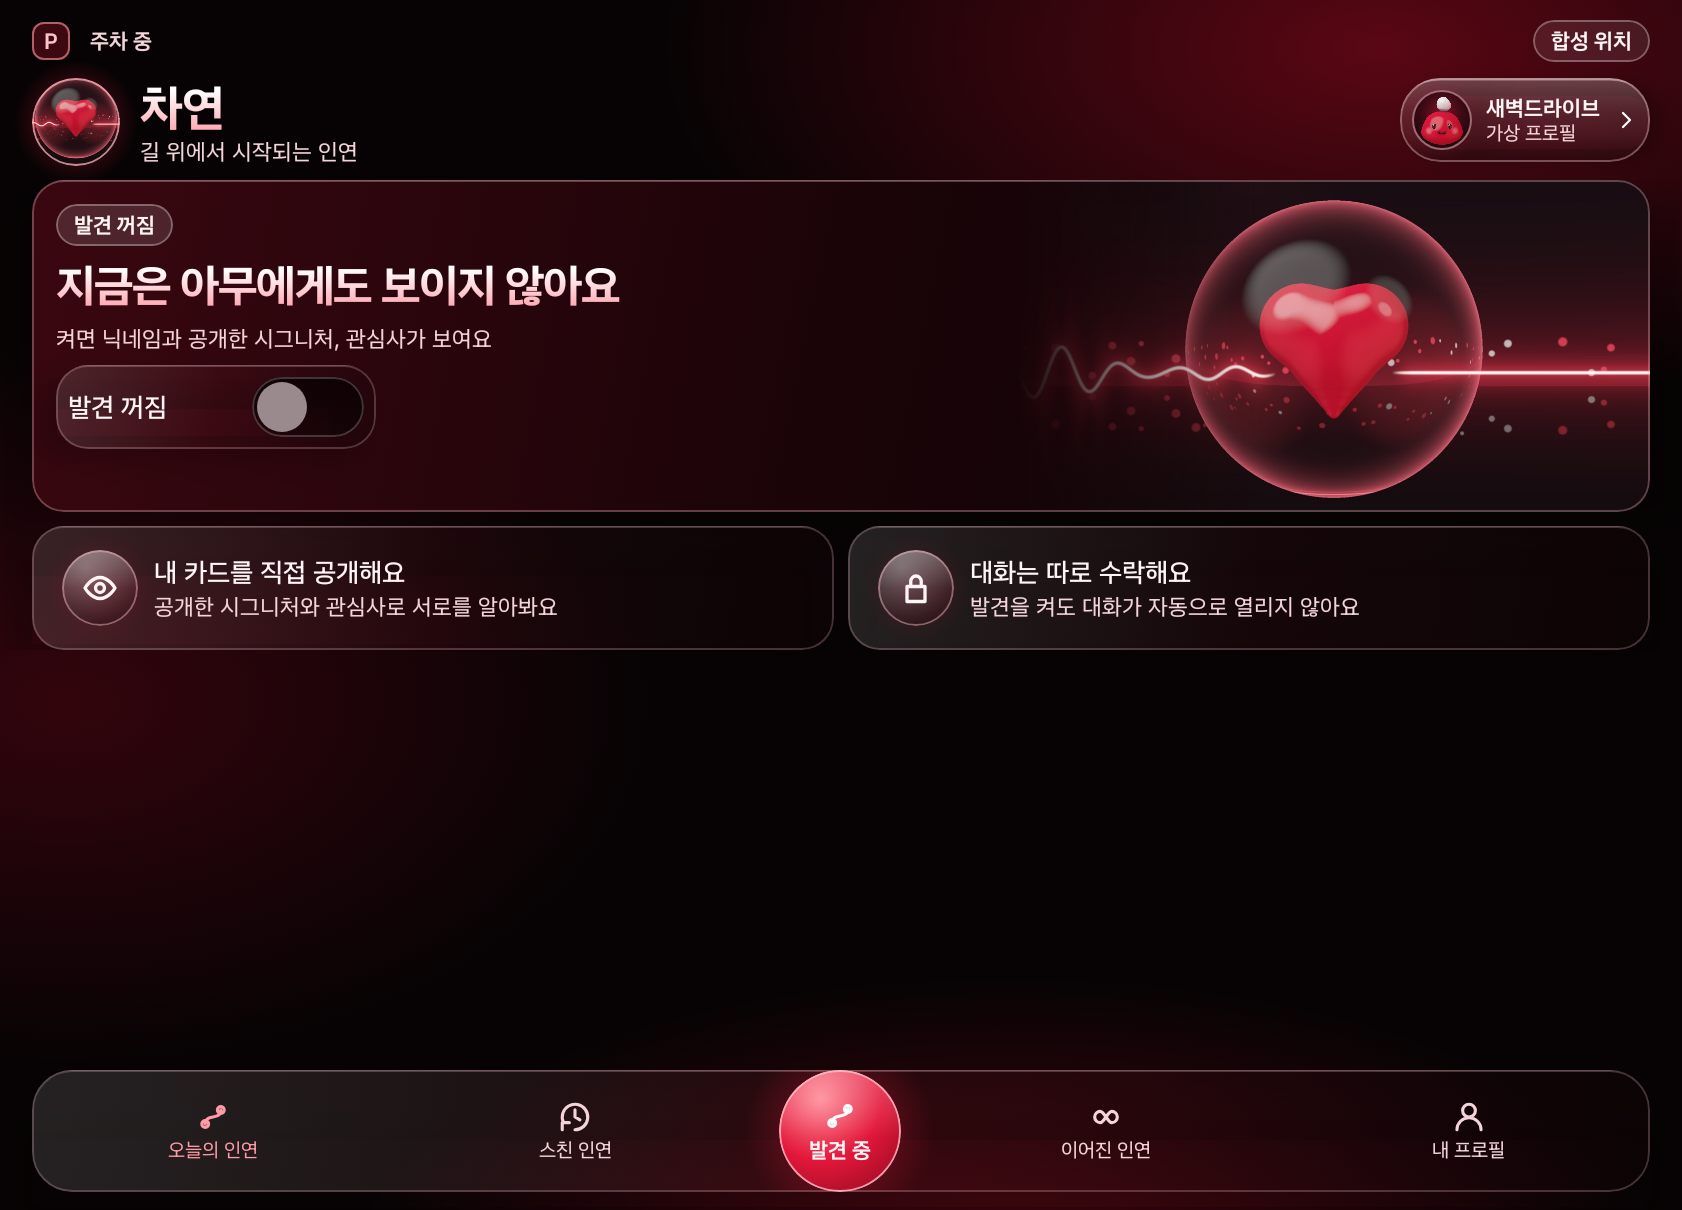 P 주차 중
합성 위치
차연
길 위에서 시작되는 인연
새벽드라이브
가상 프로필
발견 꺼짐
지금은 아무에게도 보이지 않아요
켜면 닉네임과 공개한 시그니처, 관심사가 보여요
발견 꺼짐
내 카드를 직접 공개해요
공개한 시그니처와 관심사로 서로를 알아봐요
대화는 따로 수락해요
발견을 켜도 대화가 자동으로 열리지 않아요
오늘의 인연
스친 인연
발견 중
이어진 인연
내 프로필